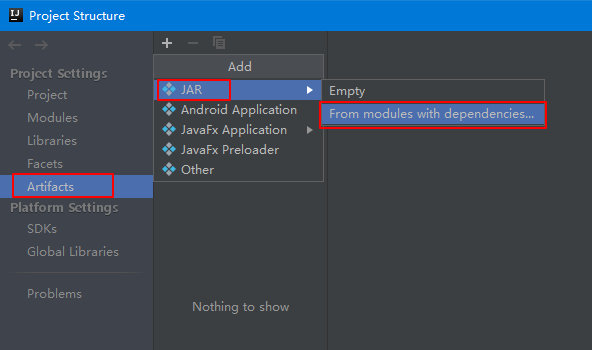 IJ Project Structure
Project Settings
Project
Modules
Libraries
Facets
Artifacts
Platform Settings
SDKs
Global Libraries
Problems
Add
JAR
Android Application
JavaFx Application
JavaFx Preloader
Other
Empty
From modules with dependencies...
Nothing to show